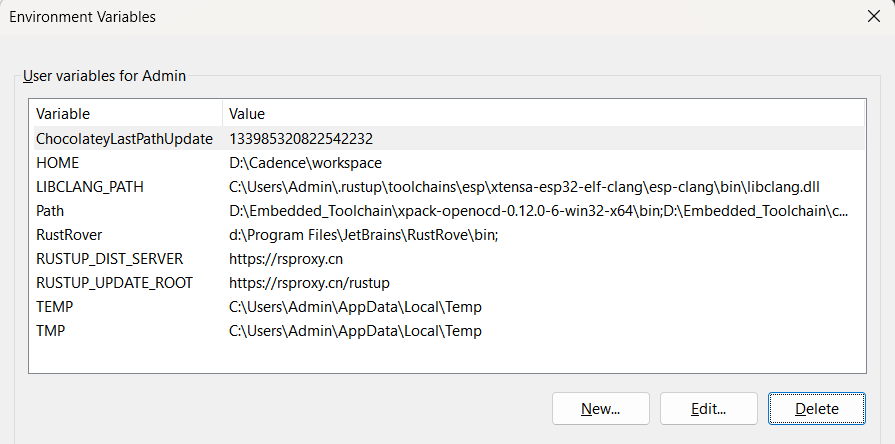 Environment Variables
User variables for Admin
Variable Value
ChocolateyLastPathUpdate 133985320822542232
HOME D:\Cadence\workspace
LIBCLANG_PATH C:\Users\Admin\.rustup\toolchains\esp\xtensa-esp32-elf-clang\esp-clang\bin\libclang.dll
Path D:\Embedded_Toolchain\xpack-openocd-0.12.0-6-win32-x64\bin;D:\Embedded_Toolchain\c...
RustRover d:\Program Files\JetBrains\RustRove\bin;
RUSTUP_DIST_SERVER https://rsproxy.cn
RUSTUP_UPDATE_ROOT https://rsproxy.cn/rustup
TEMP C:\Users\Admin\AppData\Local\Temp
TMP C:\Users\Admin\AppData\Local\Temp
New... Edit... Delete